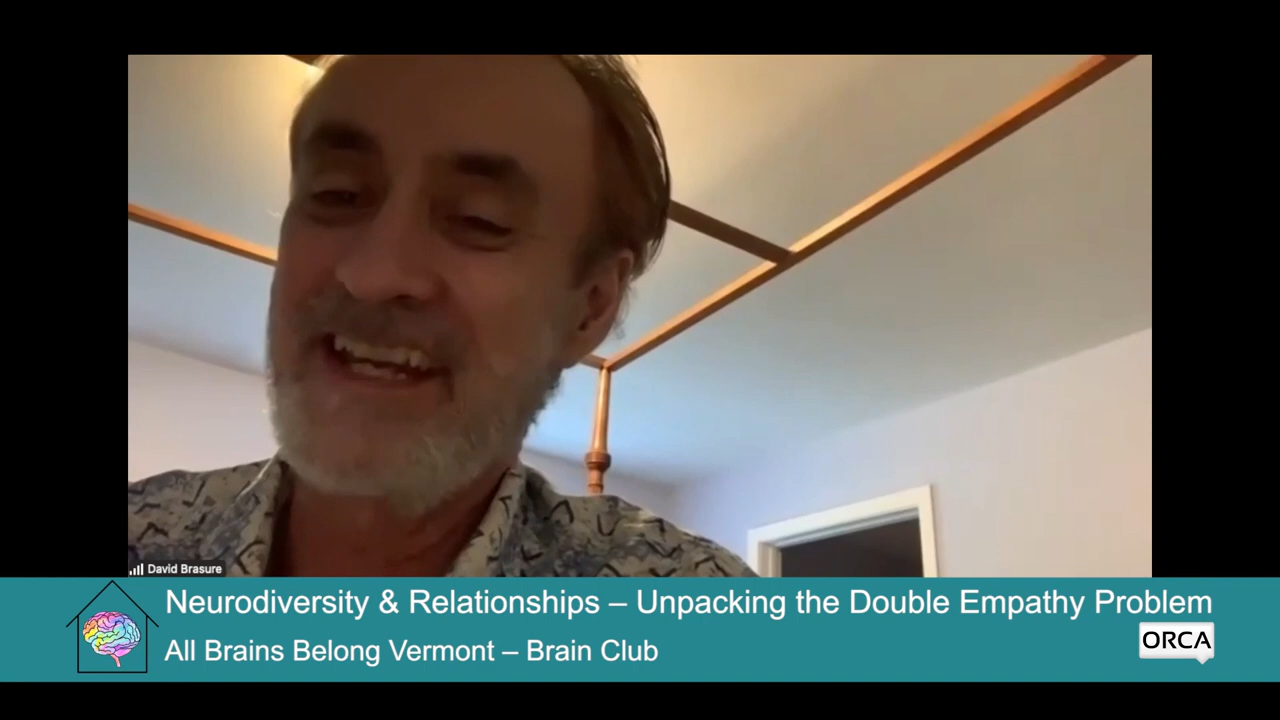 David Brasure
Neurodiversity & Relationships – Unpacking the Double Empathy Problem
All Brains Belong Vermont – Brain Club
ORCA